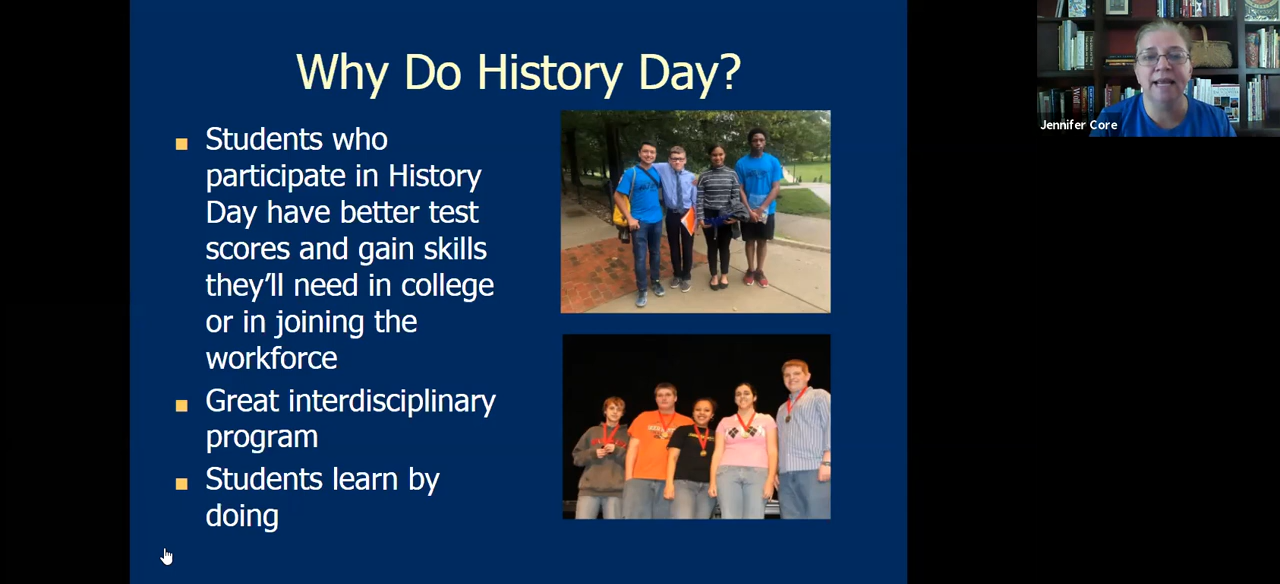 Why Do History Day?
Students who
participate in History
Day have better test
scores and gain skills
they'll need in college
or in joining the
workforce
Great interdisciplinary
program
Students learn by
doing
Jennifer Core